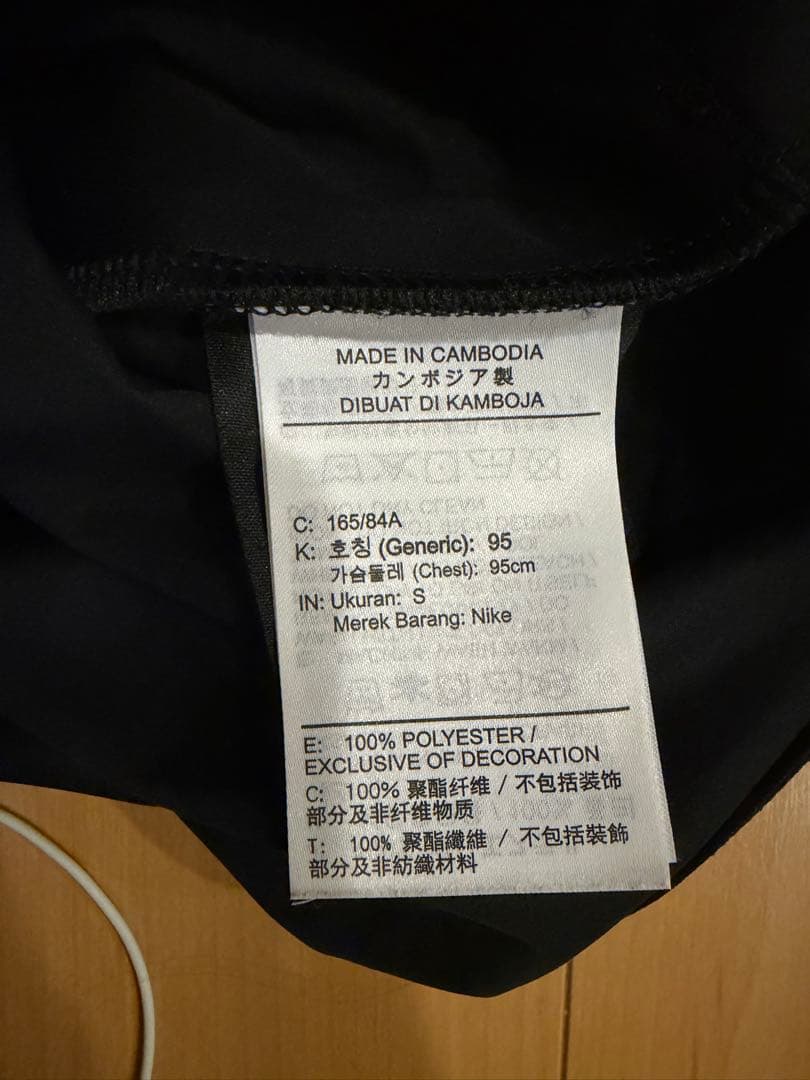 MADE IN CAMBODIA
カンボジア製
DIBUAT DI KAMBOJA
C: 165/84A
K: 호칭 (Generic): 95
가슴둘레 (Chest): 95cm
IN: Ukuran: S
Merek Barang: Nike
E: 100% POLYESTER /
EXCLUSIVE OF DECORATION
C: 100% 聚酯纤维 / 不包括装饰
部分及非纤维物质
T: 100% 聚酯纖維 / 不包括裝飾
部分及非紡織材料